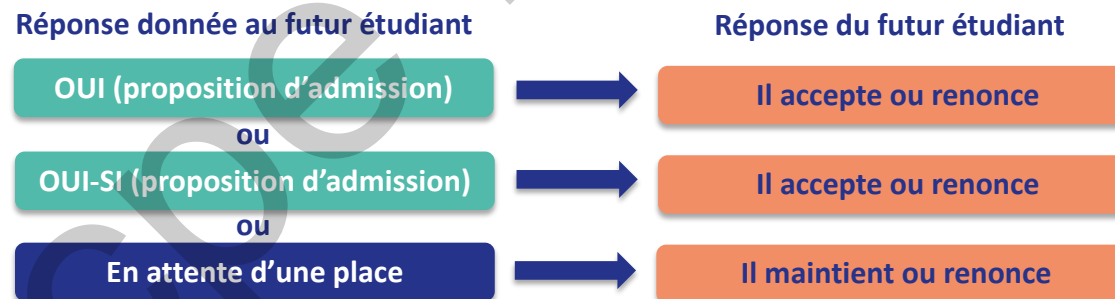 Réponse donnée au futur étudiant
Réponse du futur étudiant
OUI (proposition d’admission)
Il accepte ou renonce
ou
OUI-SI (proposition d’admission)
Il accepte ou renonce
ou
En attente d’une place
Il maintient ou renonce